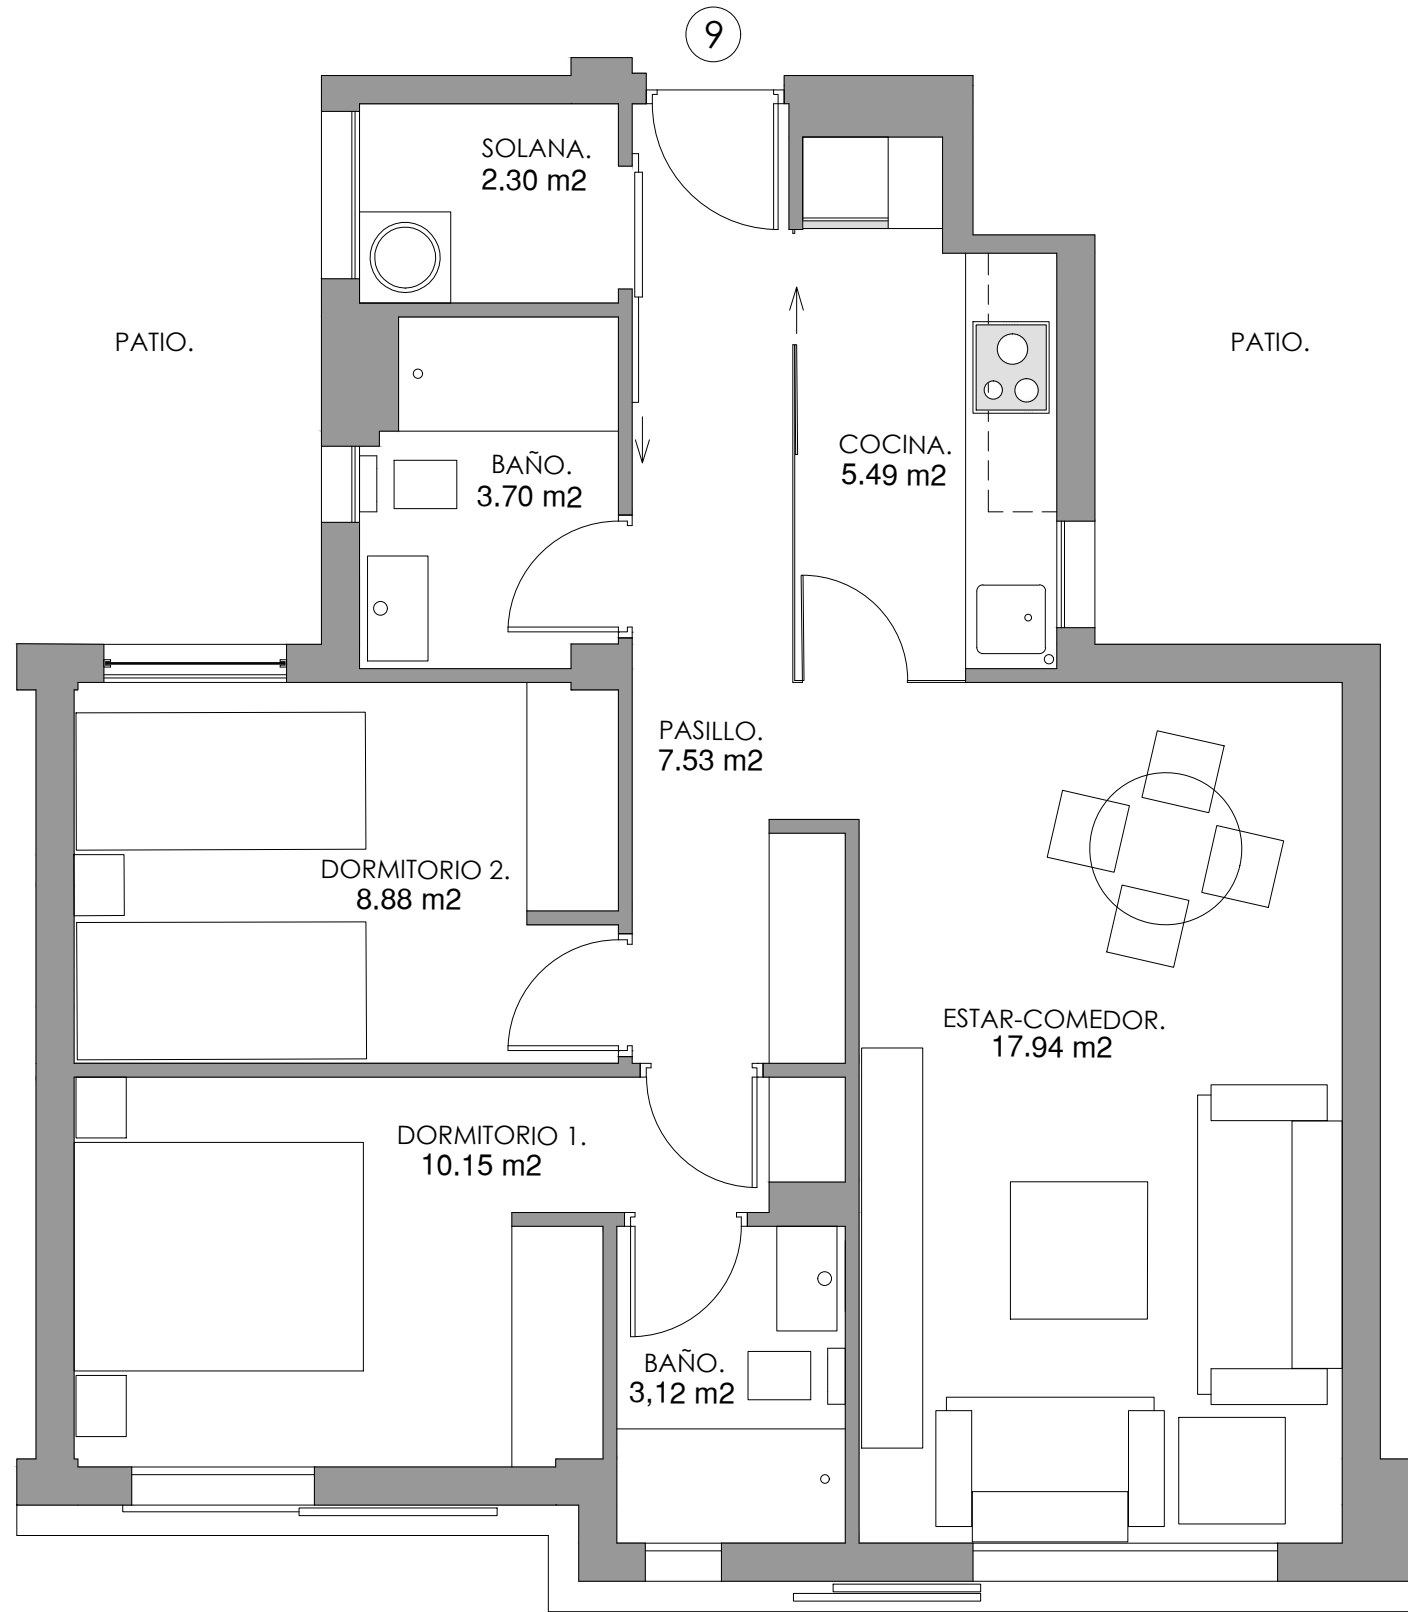 9
SOLANA.
2.30 m2
PATIO.
PATIO.
COCINA.
5.49 m2
BAÑO.
3.70 m2
PASILLO.
7.53 m2
DORMITORIO 2.
8.88 m2
ESTAR-COMEDOR.
17.94 m2
DORMITORIO 1.
10.15 m2
BAÑO.
3,12 m2